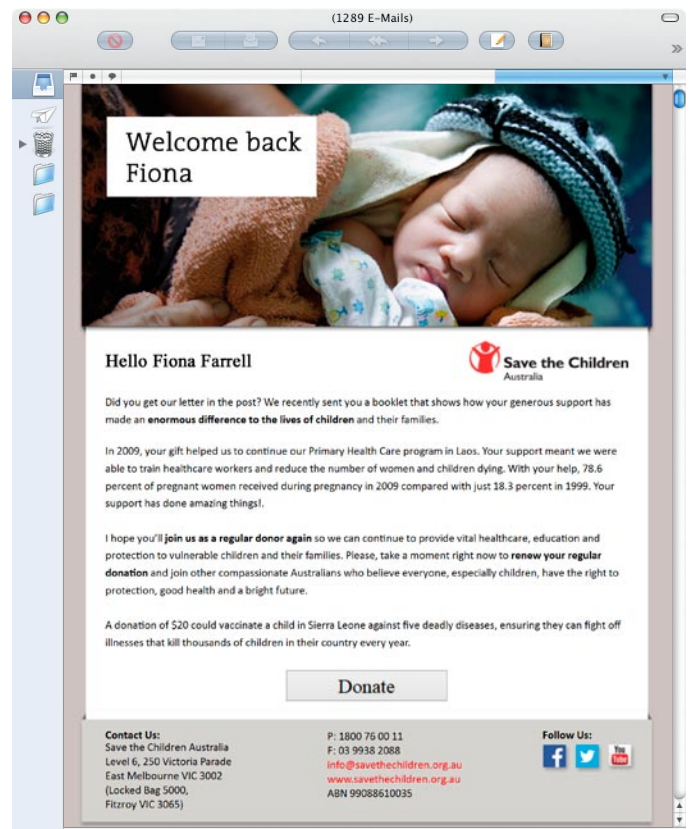 (1289 E-Mails)
Welcome back
Fiona
Hello Fiona Farrell
Save the Children
Australia
Did you get our letter in the post? We recently sent you a booklet that shows how your generous support has
made an enormous difference to the lives of children and their families.
In 2009, your gift helped us to continue our Primary Health Care program in Laos. Your support meant we were
able to train healthcare workers and reduce the number of women and children dying. With your help, 78.6
percent of pregnant women received during pregnancy in 2009 compared with just 18.3 percent in 1999. Your
support has done amazing things!.
I hope you'll join us as a regular donor again so we can continue to provide vital healthcare, education and
protection to vulnerable children and their families. Please, take a moment right now to renew your regular
donation and join other compassionate Australians who believe everyone, especially children, have the right to
protection, good health and a bright future.
A donation of $20 could vaccinate a child in Sierra Leone against five deadly diseases, ensuring they can fight off
illnesses that kill thousands of children in their country every year.
Donate
Contact Us:
Save the Children Australia
Level 6, 250 Victoria Parade
East Melbourne VIC 3002
(Locked Bag 5000,
Fitzroy VIC 3065)
P: 1800 76 00 11
F: 03 9938 2088
info@savethechildren.org.au
www.savethechildren.org.au
ABN 99088610035
Follow Us:
f
You
Tube